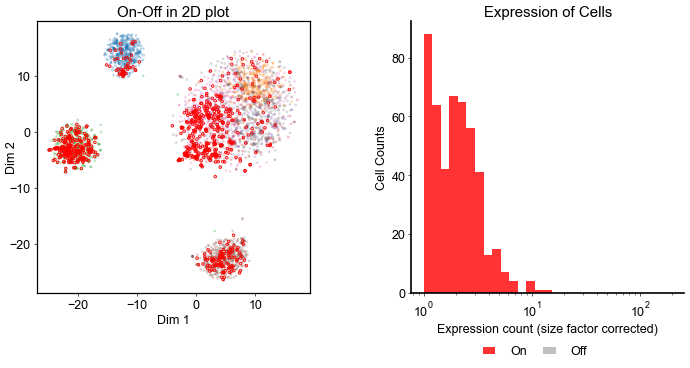 On-Off in 2D plot
Dim 2
10
0
−10
−20
−20
−10
0
10
Dim 1
Expression of Cells
Cell Counts
80
60
40
20
0
10^0
10^1
10^2
Expression count (size factor corrected)
On
Off